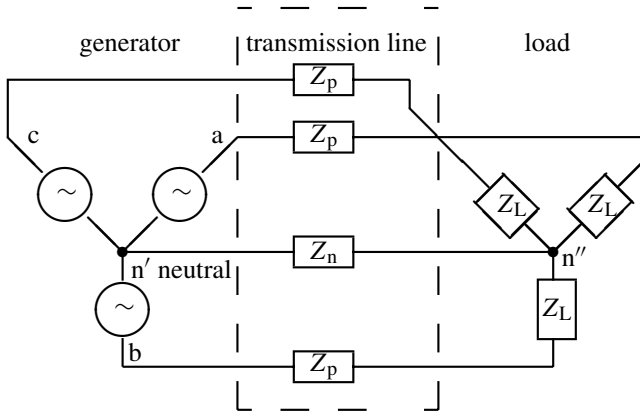 generator transmission line load
Z_p
c a Z_p
∼ ∼ Z_L Z_L
n′ neutral Z_n n″
∼ Z_L
b Z_p